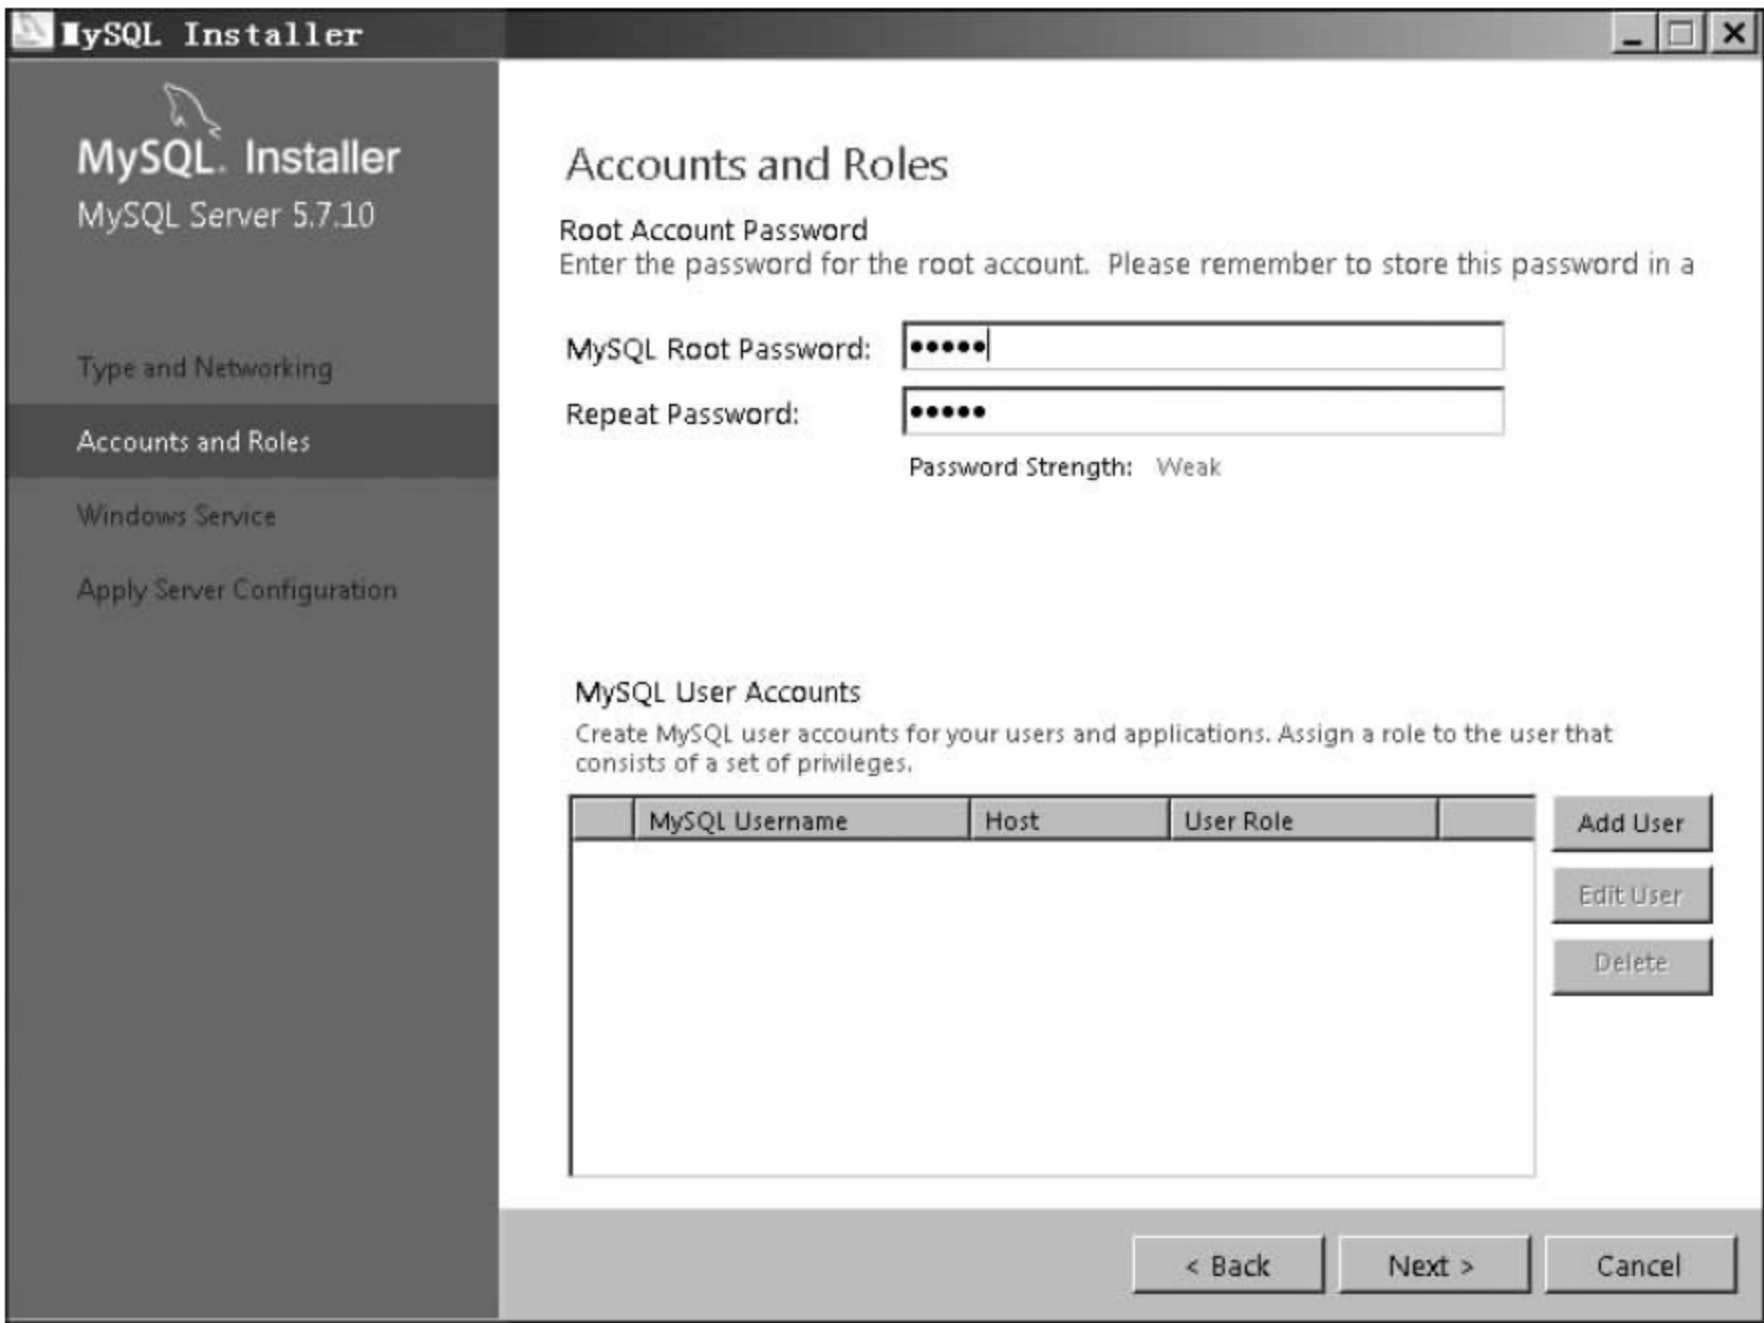 MySQL Installer
MySQL. Installer
MySQL Server 5.7.10
Type and Networking
Accounts and Roles
Windows Service
Apply Server Configuration
Accounts and Roles
Root Account Password
Enter the password for the root account. Please remember to store this password in a
MySQL Root Password: •••••
Repeat Password: •••••
Password Strength: Weak
MySQL User Accounts
Create MySQL user accounts for your users and applications. Assign a role to the user that
consists of a set of privileges.
MySQL Username Host User Role
Add User
Edit User
Delete
< Back Next > Cancel